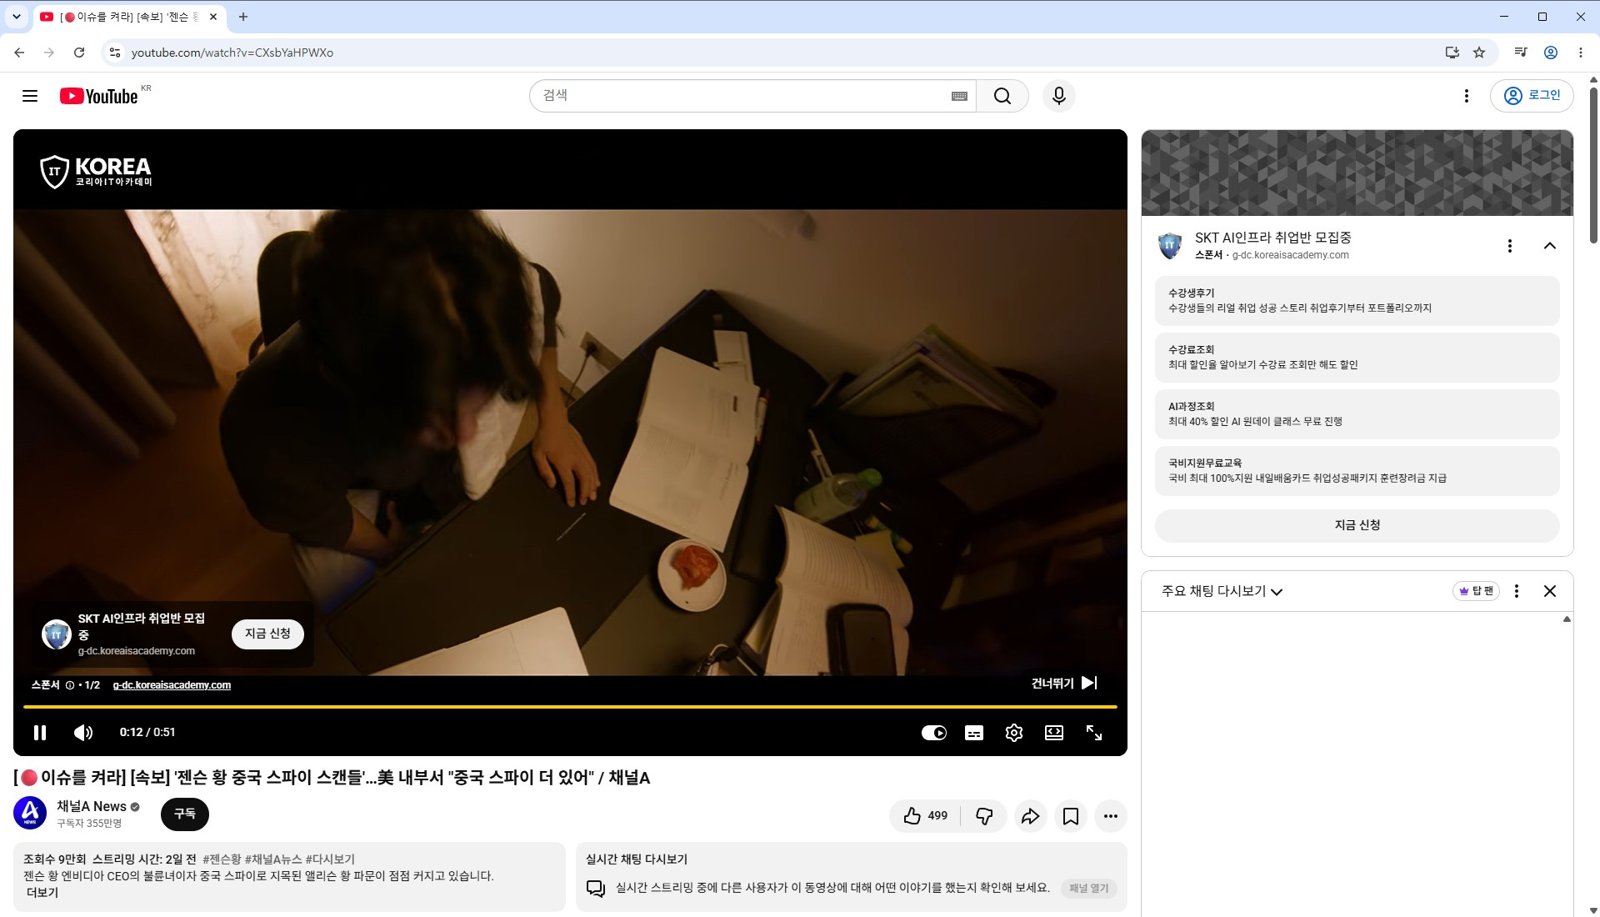 [🔴이슈를 켜라] [속보] '젠슨 황
youtube.com/watch?v=CXsbYaHPWXo
YouTube KR
검색
로그인
IT KOREA
코리아IT아카데미
SKT AI인프라 취업반 모집
중
g-dc.koreaisacademy.com
지금 신청
스폰서 · 1/2 g-dc.koreaisacademy.com
건너뛰기
0:12 / 0:51
[🔴이슈를 켜라] [속보] '젠슨 황 중국 스파이 스캔들'...美 내부서 "중국 스파이 더 있어" / 채널A
채널A News
구독자 355만명
구독
499
조회수 9만회 스트리밍 시간: 2일 전 #젠슨황 #채널A뉴스 #다시보기
젠슨 황 엔비디아 CEO의 불륜녀이자 중국 스파이로 지목된 앨리슨 황 파문이 점점 커지고 있습니다.
더보기
실시간 채팅 다시보기
실시간 스트리밍 중에 다른 사용자가 이 동영상에 대해 어떤 이야기를 했는지 확인해 보세요.
패널 열기
SKT AI인프라 취업반 모집중
스폰서 · g-dc.koreaisacademy.com
수강생후기
수강생들의 리얼 취업 성공 스토리 취업후기부터 포트폴리오까지
수강료조회
최대 할인율 알아보기 수강료 조회만 해도 할인
AI과정조회
최대 40% 할인 AI 원데이 클래스 무료 진행
국비지원무료교육
국비 최대 100%지원 내일배움카드 취업성공패키지 훈련장려금 지급
지금 신청
주요 채팅 다시보기
탑 팬